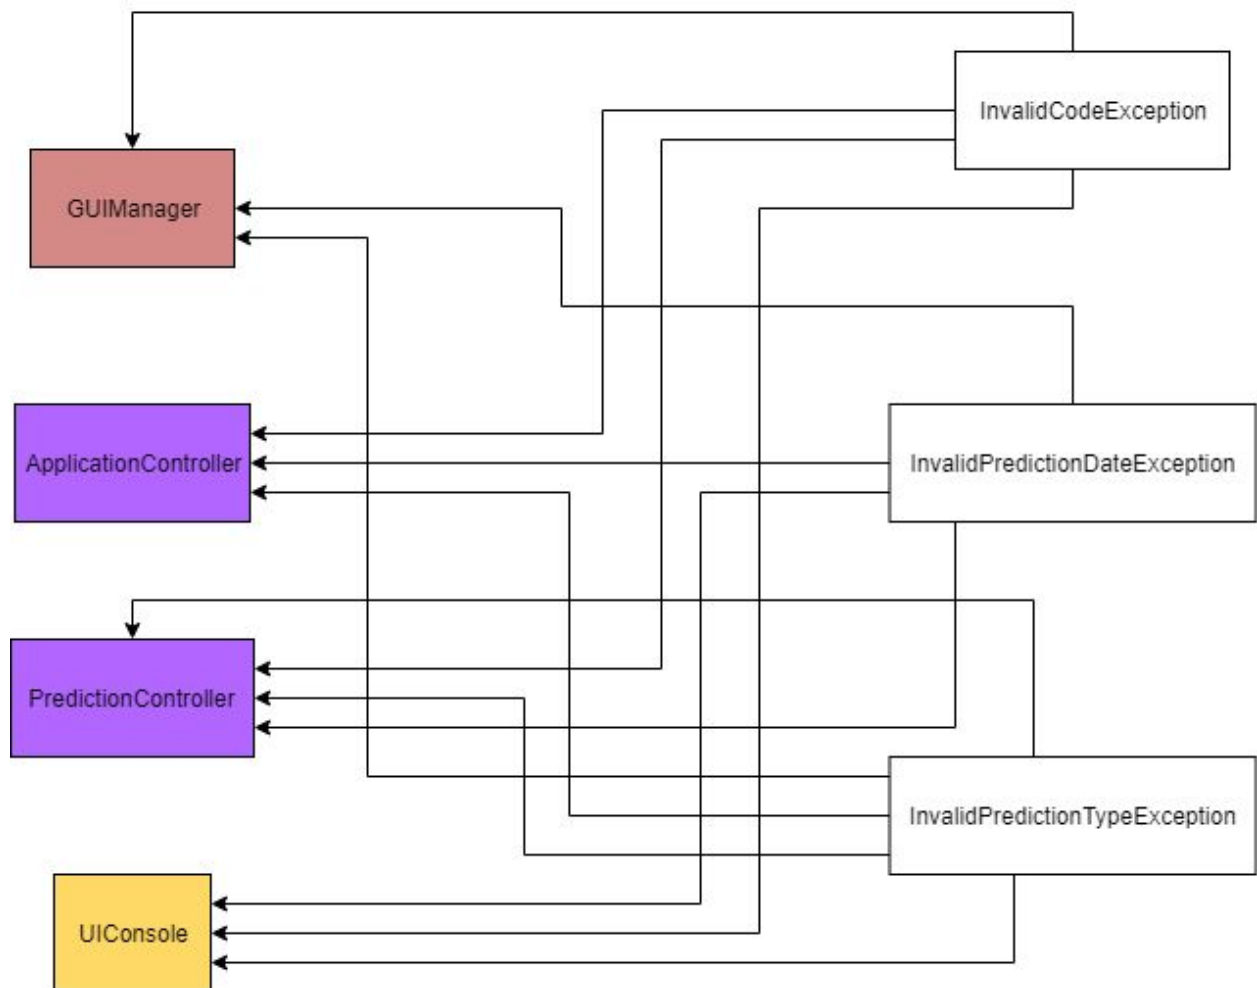 InvalidCodeException
GUIManager
ApplicationController
InvalidPredictionDateException
PredictionController
InvalidPredictionTypeException
UIConsole